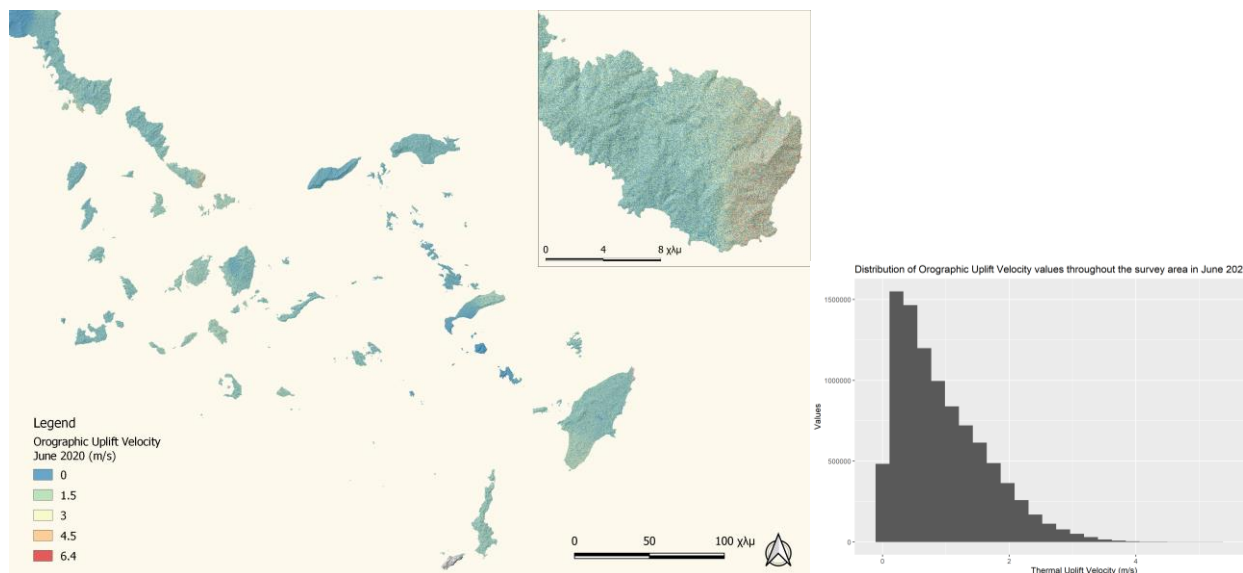 0 4 8 χλμ
Legend
Orographic Uplift Velocity
June 2020 (m/s)
0
1.5
3
4.5
6.4
0 50 100 χλμ
Distribution of Orographic Uplift Velocity values throughout the survey area in June 202
1500000
1000000
500000
0
Values
0 2 4
Thermal Uplift Velocity (m/s)